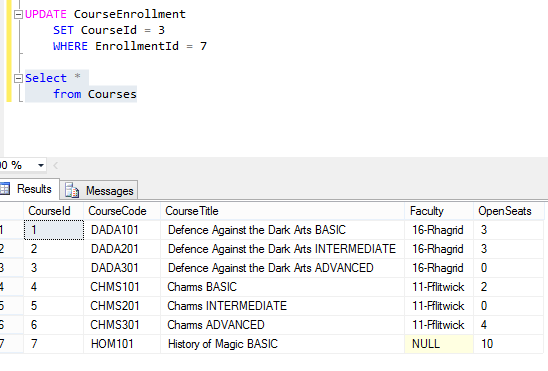 UPDATE CourseEnrollment
SET CourseId = 3
WHERE EnrollmentId = 7
Select *
from Courses
00 %
Results Messages
CourseId CourseCode CourseTitle Faculty OpenSeats
1 1 DADA101 Defence Against the Dark Arts BASIC 16-Rhagrid 3
2 2 DADA201 Defence Against the Dark Arts INTERMEDIATE 16-Rhagrid 3
3 3 DADA301 Defence Against the Dark Arts ADVANCED 16-Rhagrid 0
4 4 CHMS101 Charms BASIC 11-Fflitwick 2
5 5 CHMS201 Charms INTERMEDIATE 11-Fflitwick 0
6 6 CHMS301 Charms ADVANCED 11-Fflitwick 4
7 7 HOM101 History of Magic BASIC NULL 10